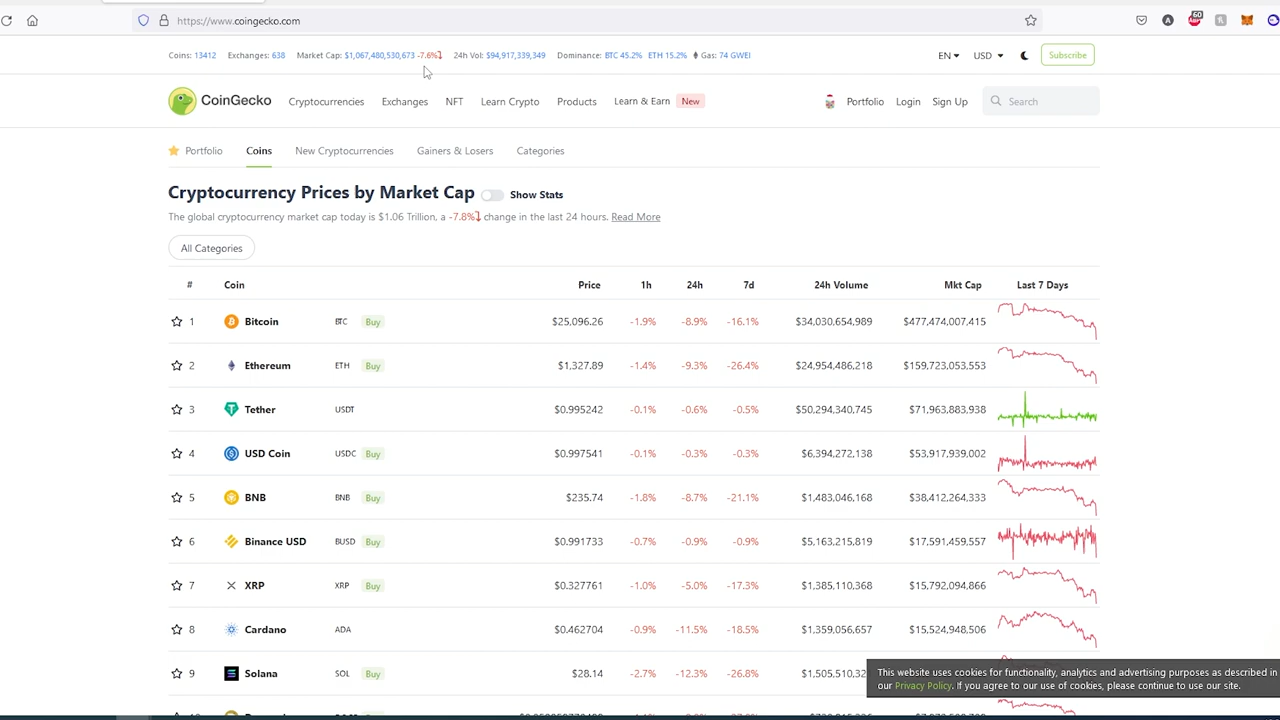 https://www.coingecko.com
60
Coins: 13412 Exchanges: 638 Market Cap: $1,067,480,530,673 -7.6% 24h Vol: $94,917,339,349 Dominance: BTC 45.2% ETH 15.2% Gas: 74 GWEI EN USD Subscribe
CoinGecko Cryptocurrencies Exchanges NFT Learn Crypto Products Learn & Earn New Portfolio Login Sign Up Search
Portfolio Coins New Cryptocurrencies Gainers & Losers Categories
Cryptocurrency Prices by Market Cap Show Stats
The global cryptocurrency market cap today is $1.06 Trillion, a -7.8% change in the last 24 hours. Read More
All Categories
# Coin Price 1h 24h 7d 24h Volume Mkt Cap Last 7 Days
1 Bitcoin BTC Buy $25,096.26 -1.9% -8.9% -16.1% $34,030,654,989 $477,474,007,415
2 Ethereum ETH Buy $1,327.89 -1.4% -9.3% -26.4% $24,954,486,218 $159,723,053,553
3 Tether USDT $0.995242 -0.1% -0.6% -0.5% $50,294,340,745 $71,963,883,938
4 USD Coin USDC Buy $0.997541 -0.1% -0.3% -0.3% $6,394,272,138 $53,917,939,002
5 BNB BNB Buy $235.74 -1.8% -8.7% -21.1% $1,483,046,168 $38,412,264,333
6 Binance USD BUSD Buy $0.991733 -0.7% -0.9% -0.9% $5,163,215,819 $17,591,459,557
7 XRP XRP Buy $0.327761 -1.0% -5.0% -17.3% $1,385,110,368 $15,792,094,866
8 Cardano ADA $0.462704 -0.9% -11.5% -18.5% $1,359,056,657 $15,524,948,506
9 Solana SOL Buy $28.14 -2.7% -12.3% -26.8% $1,505,510,32
This website uses cookies for functionality, analytics and advertising purposes as described in
our Privacy Policy. If you agree to our use of cookies, please continue to use our site.